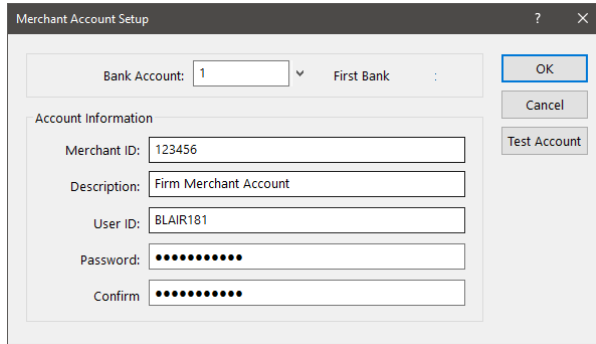 Merchant Account Setup ? ×
Bank Account: 1 First Bank :
OK
Cancel
Test Account
Account Information
Merchant ID: 123456
Description: Firm Merchant Account
User ID: BLAIR181
Password: ●●●●●●●●●●●
Confirm ●●●●●●●●●●●